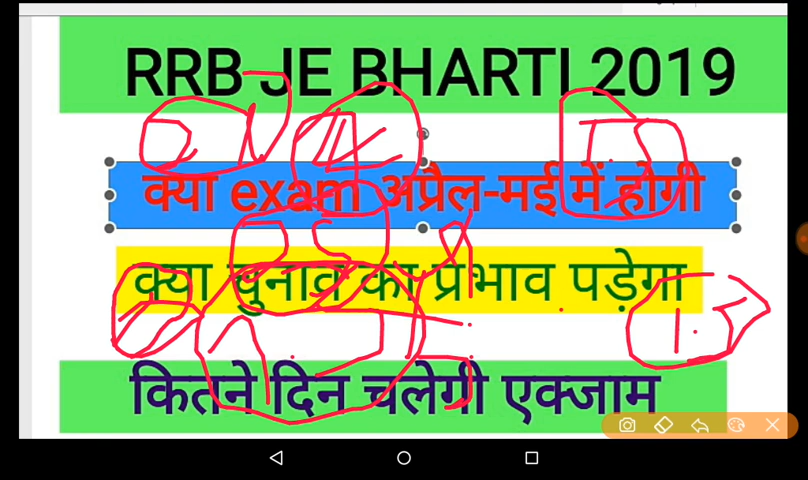 RRB JE BHARTI 2019
क्या exam अप्रैल-मई में होगी
क्या चुनाव का प्रभाव पड़ेगा
कितने दिन चलेगी एक्जाम